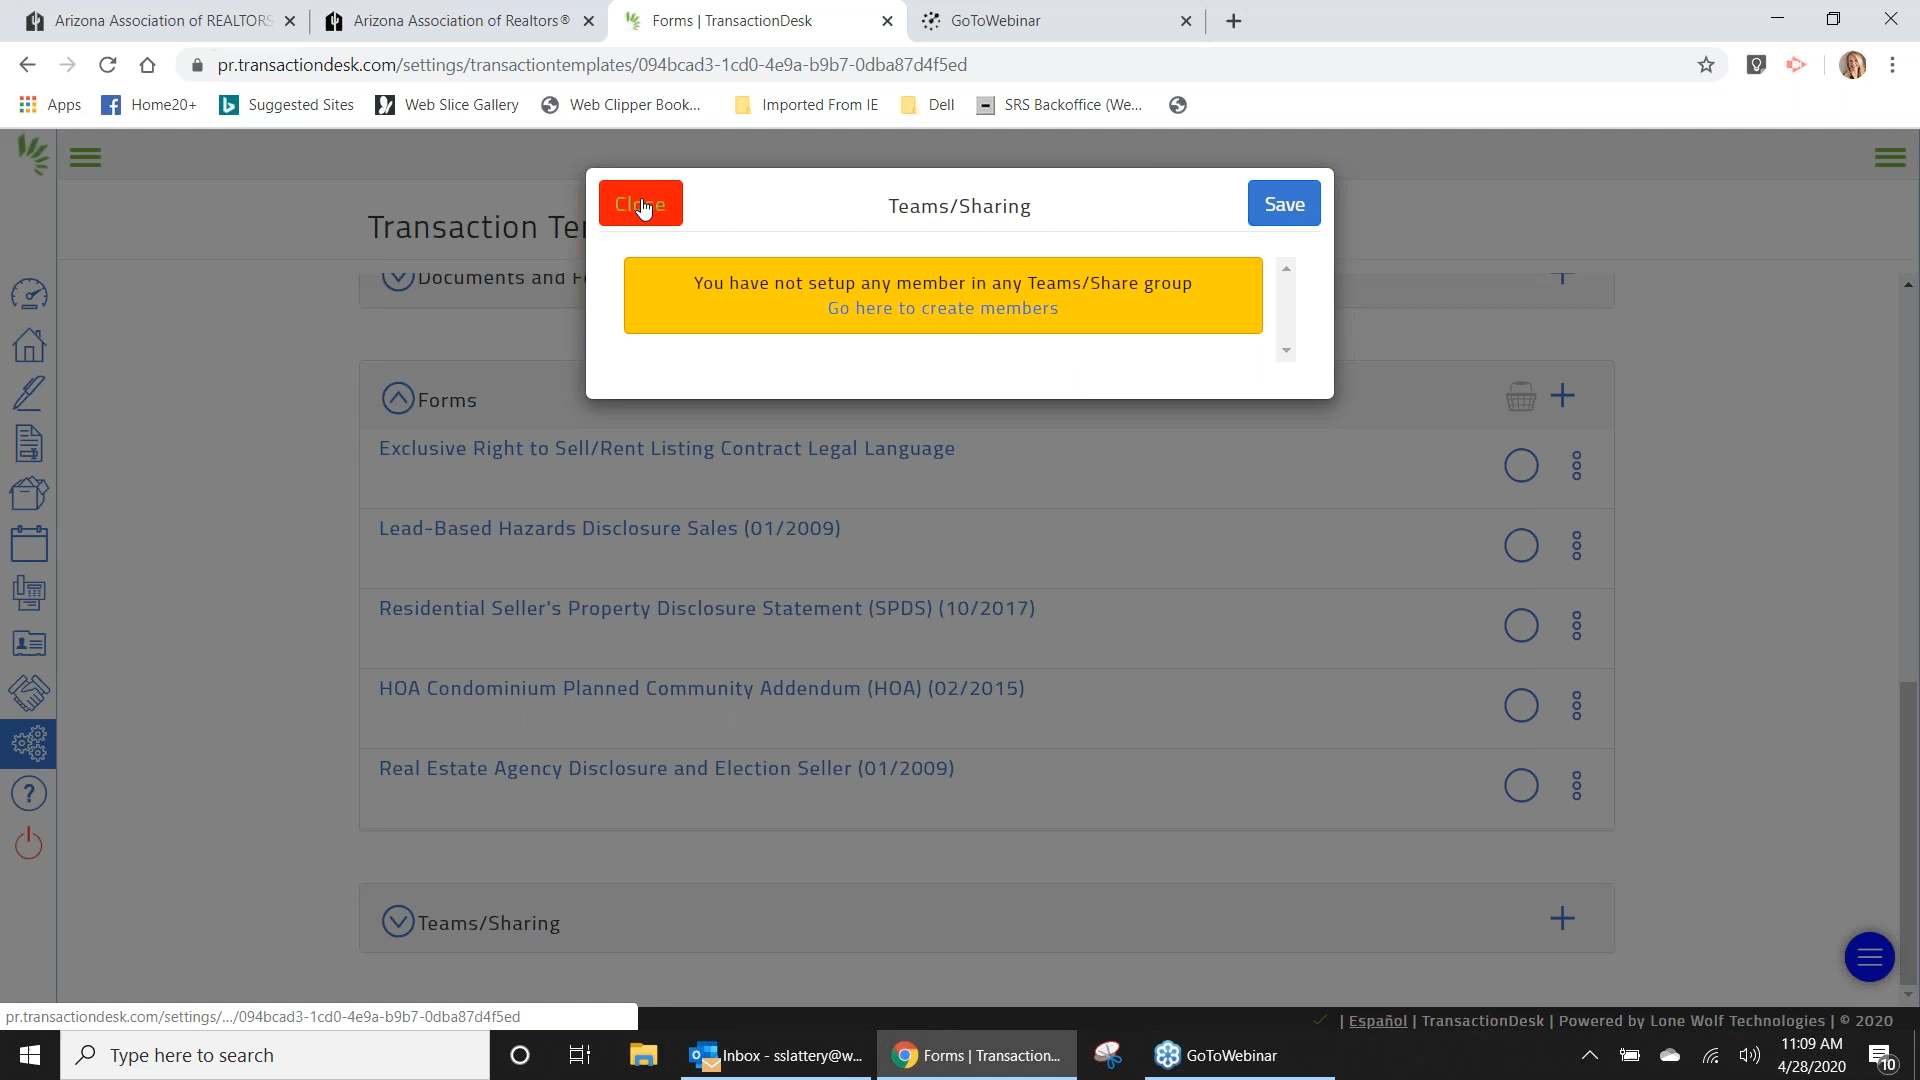 Arizona Association of REALTORS
Arizona Association of Realtors®
Forms | TransactionDesk
GoToWebinar
pr.transactiondesk.com/settings/transactiontemplates/094bcad3-1cd0-4e9a-b9b7-0dba87d4f5ed
Apps
Home20+
Suggested Sites
Web Slice Gallery
Web Clipper Book...
Imported From IE
Dell
SRS Backoffice (We...
Close
Teams/Sharing
Save
Transaction Te
You have not setup any member in any Teams/Share group
Go here to create members
Documents and F
Forms
Exclusive Right to Sell/Rent Listing Contract Legal Language
Lead-Based Hazards Disclosure Sales (01/2009)
Residential Seller's Property Disclosure Statement (SPDS) (10/2017)
HOA Condominium Planned Community Addendum (HOA) (02/2015)
Real Estate Agency Disclosure and Election Seller (01/2009)
Teams/Sharing
pr.transactiondesk.com/settings/.../094bcad3-1cd0-4e9a-b9b7-0dba87d4f5ed
| Español | TransactionDesk | Powered by Lone Wolf Technologies | © 2020
Type here to search
Inbox - sslattery@w...
Forms | Transaction...
GoToWebinar
11:09 AM
4/28/2020
10